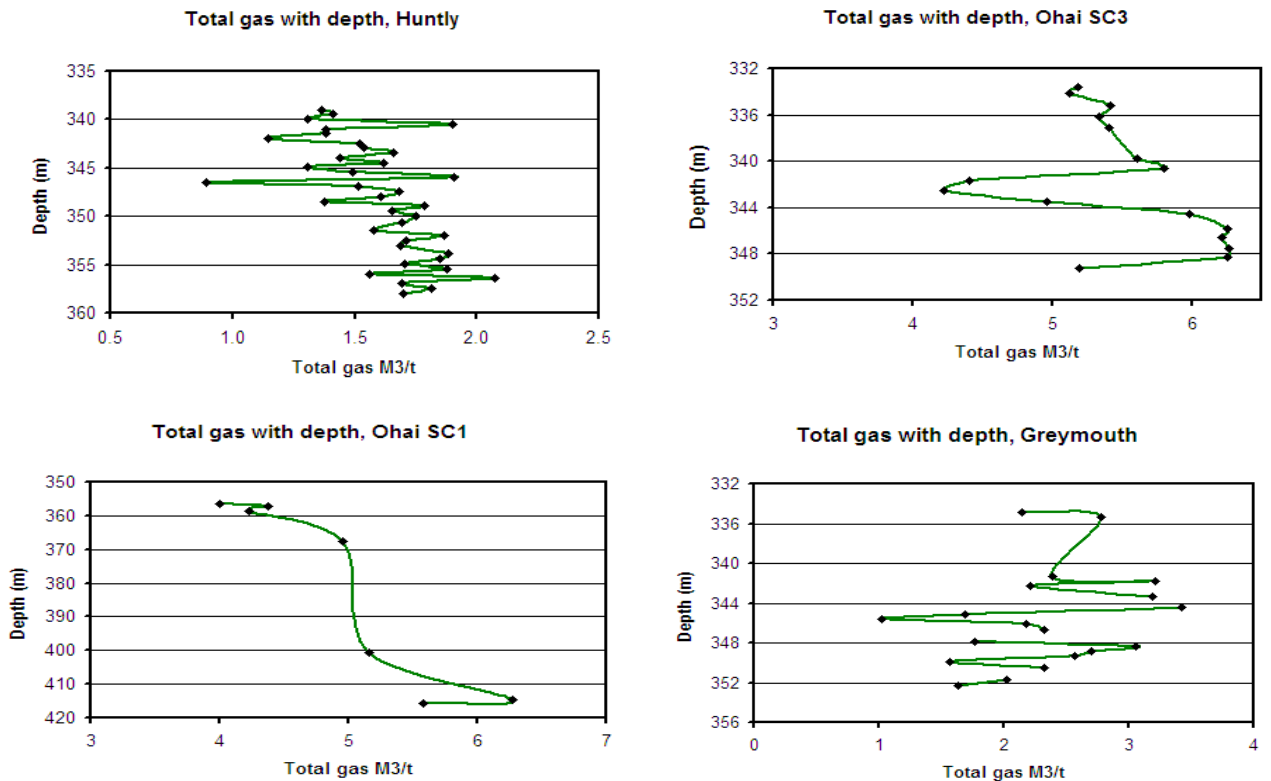 Total gas with depth, Huntly
335
340
345
350
355
360
Depth (m)
0.5 1.0 1.5 2.0 2.5
Total gas M3/t
Total gas with depth, Ohai SC3
332
336
340
344
348
352
Depth (m)
3 4 5 6
Total gas M3/t
Total gas with depth, Ohai SC1
350
360
370
380
390
400
410
420
Depth (m)
3 4 5 6 7
Total gas M3/t
Total gas with depth, Greymouth
332
336
340
344
348
352
356
Depth (m)
0 1 2 3 4
Total gas M3/t